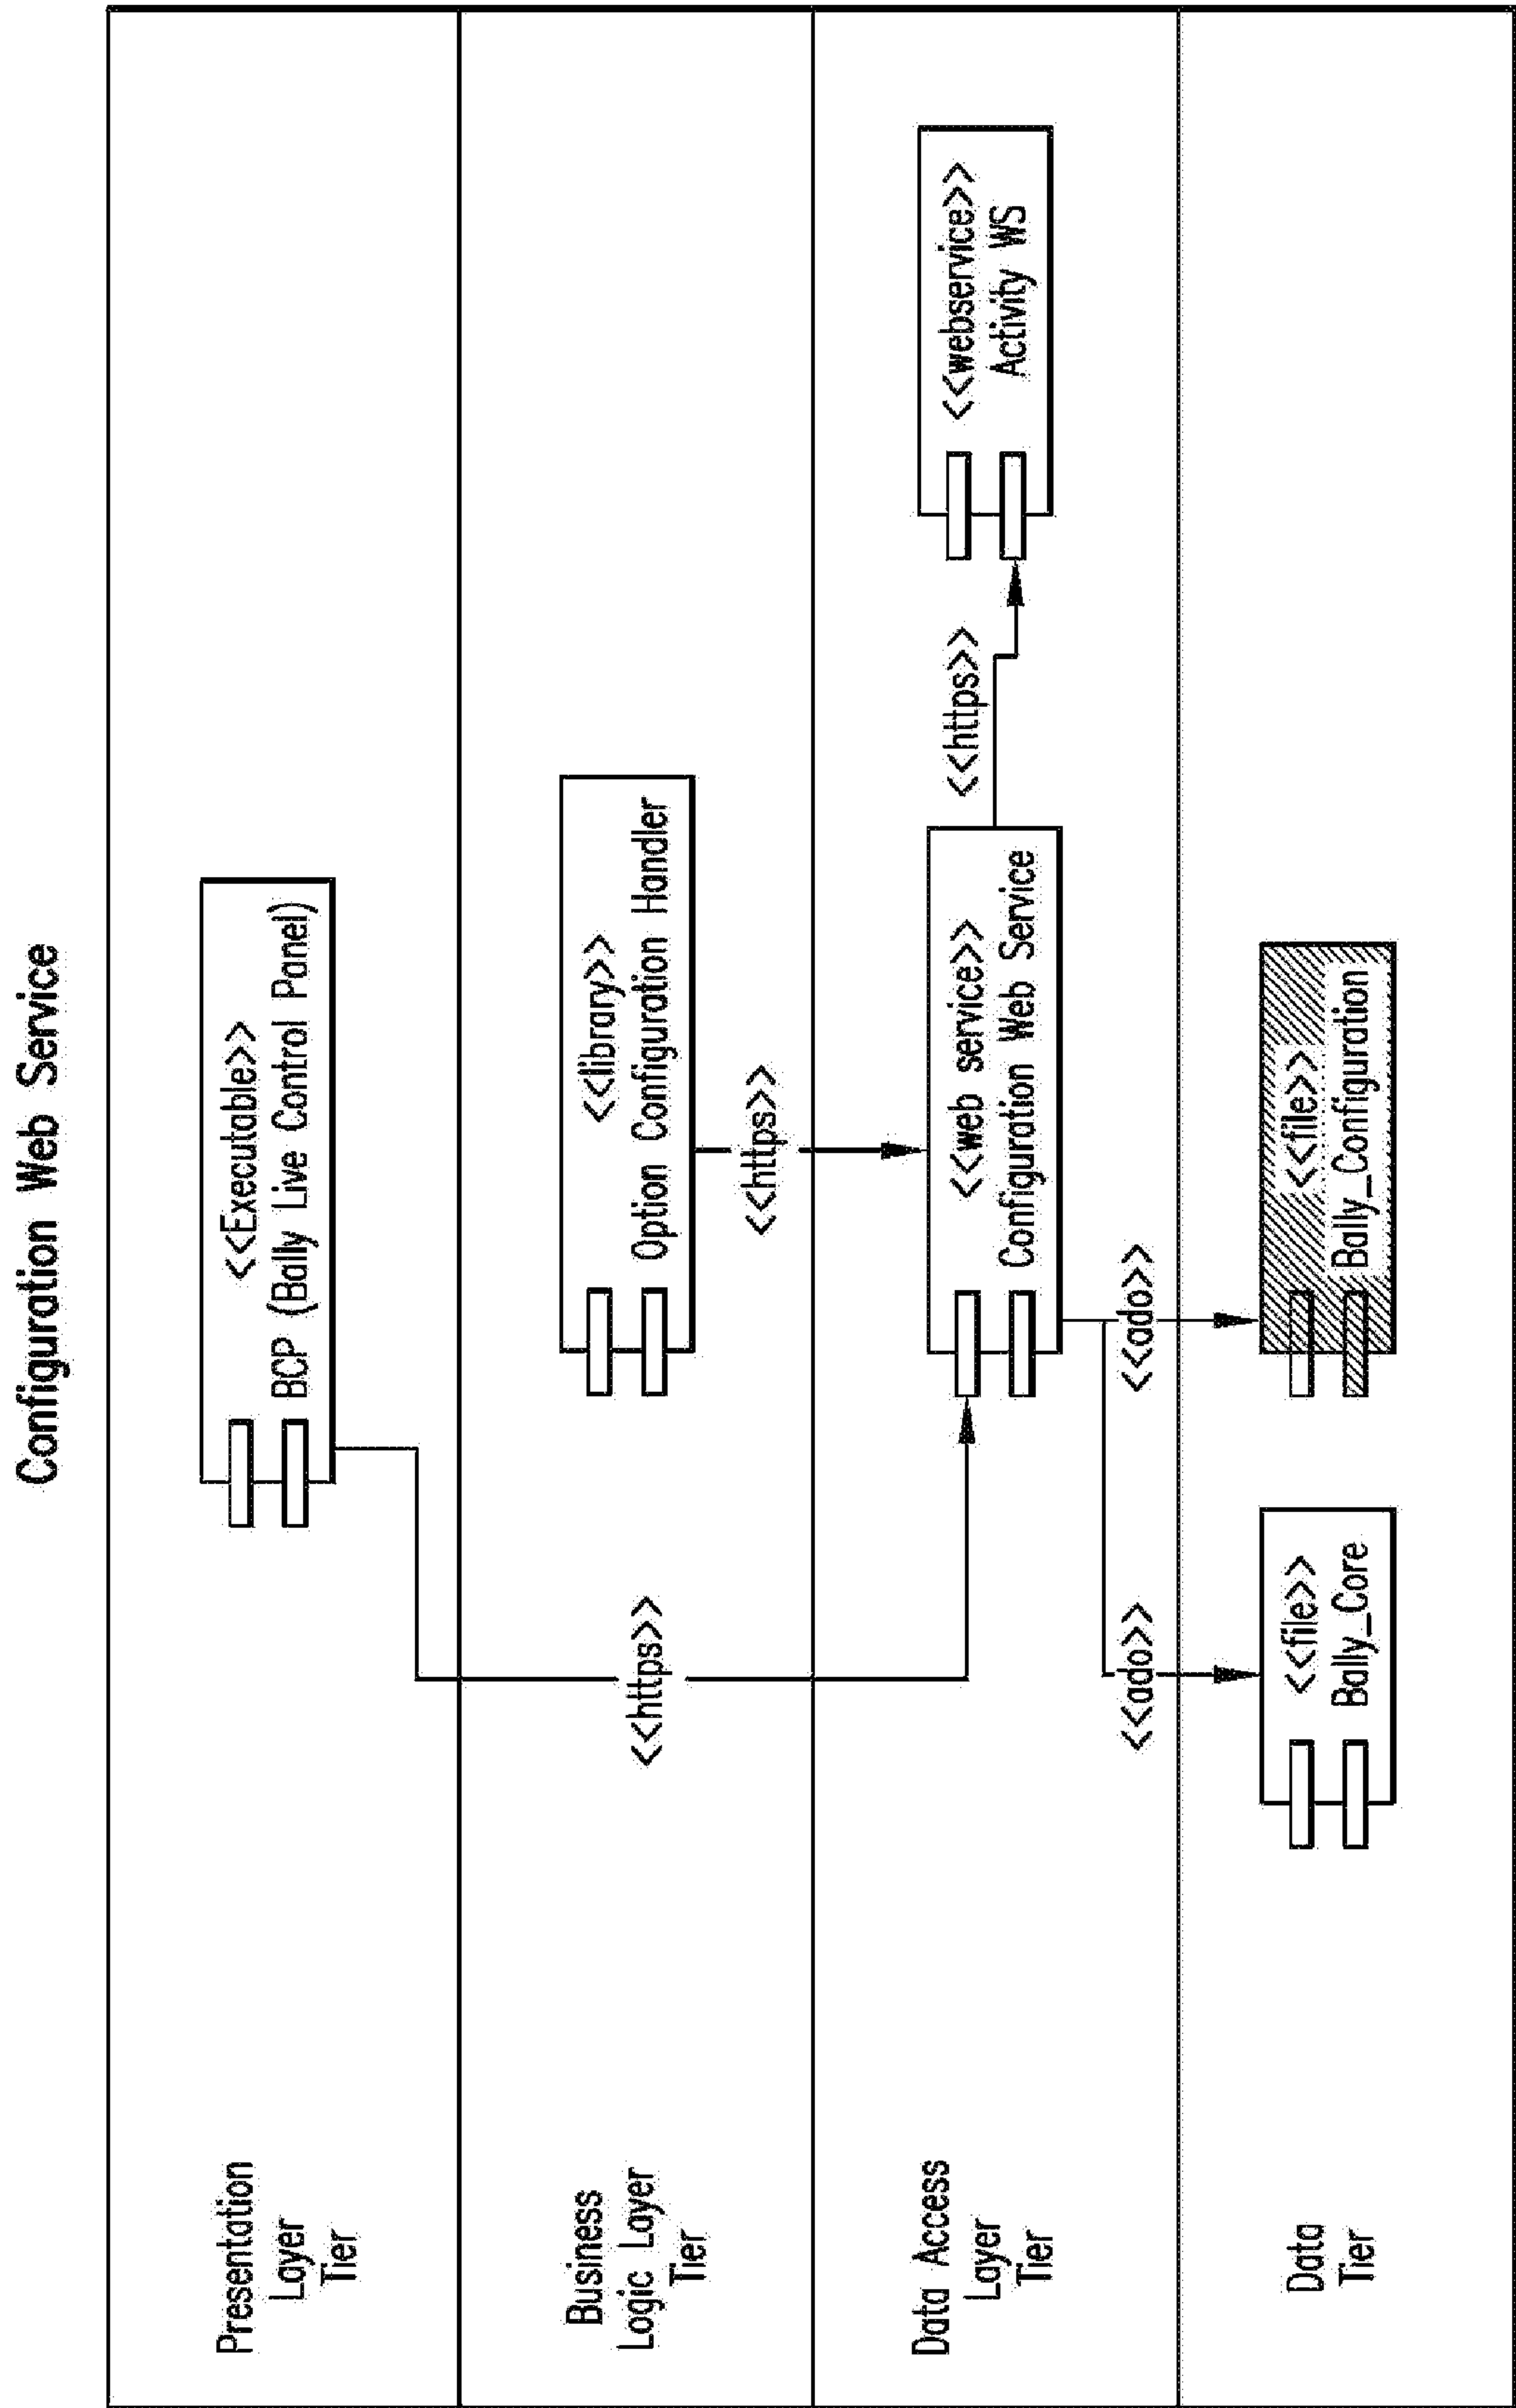 Configuration Web Service
Presentation
Layer
Tier
<<Executable>>
BCP (Bally Live Control Panel)
Business
Logic Layer
Tier
<<library>>
Option Configuration Handler
<<https>>
<<https>>
Data Access
Layer
Tier
<<web service>>
Configuration Web Service
<<https>>
<<webservice>>
Activity WS
<<ado>>
<<ado>>
Data
Tier
<<file>>
Bally_Core
<<file>>
Bally_Configuration